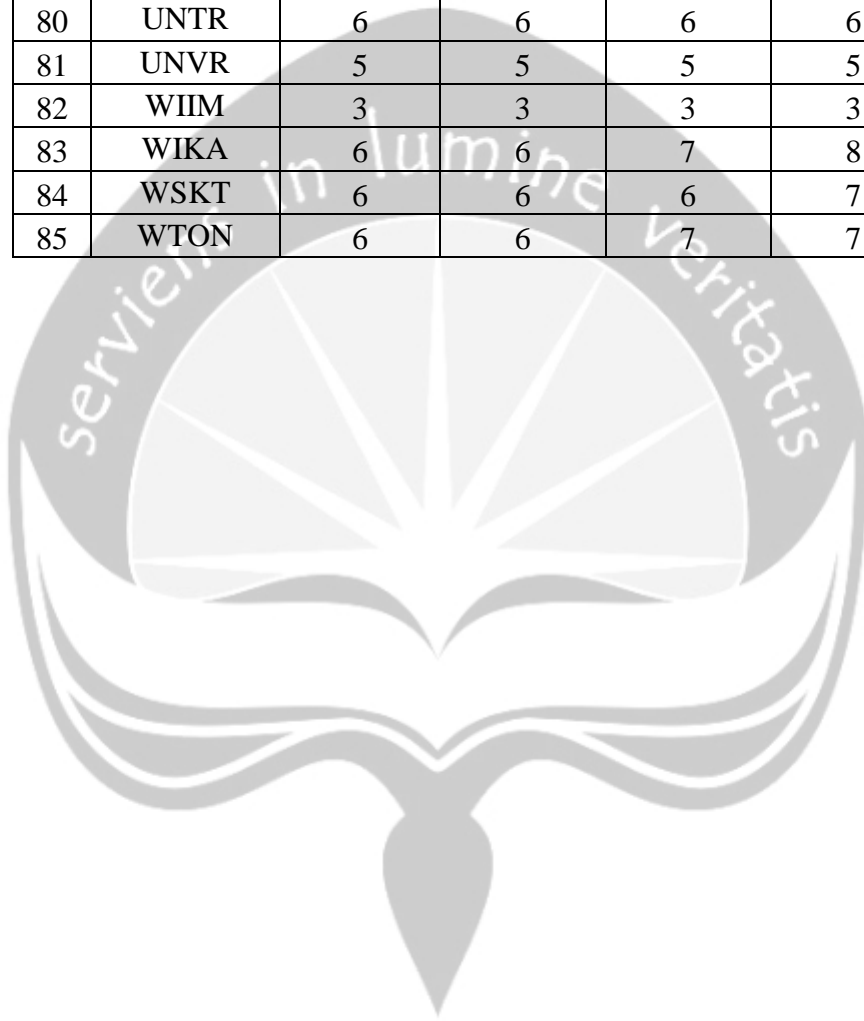 80 UNTR 6 6 6 6
81 UNVR 5 5 5 5
82 WIIM 3 3 3 3
83 WIKA 6 6 7 8
84 WSKT 6 6 6 7
85 WTON 6 6 7 7
serviens in lumine veritatis